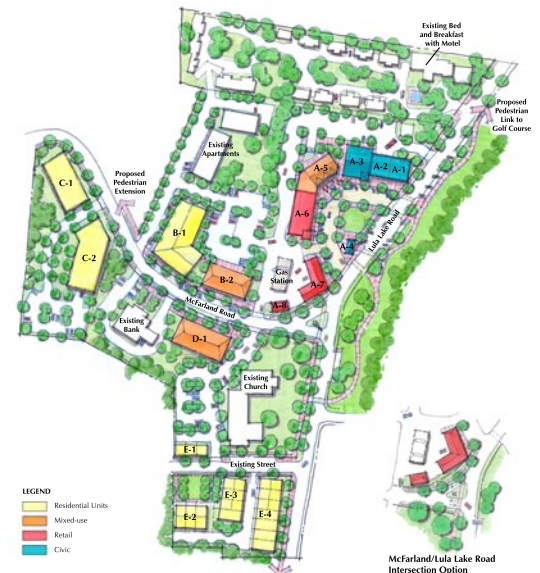 Existing Bed
and Breakfast
with Motel
Proposed
Pedestrian
Link to
Golf Course
Existing
Apartments
Proposed
Pedestrian
Extension
A-3
A-2
A-1
A-5
A-6
C-1
B-1
A-4
Lula Lake Road
C-2
B-2
Gas
Station
A-7
A-8
McFarland Road
Existing
Bank
D-1
Existing
Church
E-1
Existing Street
E-3
E-4
E-2
LEGEND
Residential Units
Mixed-use
Retail
Civic
McFarland/Lula Lake Road
Intersection Option